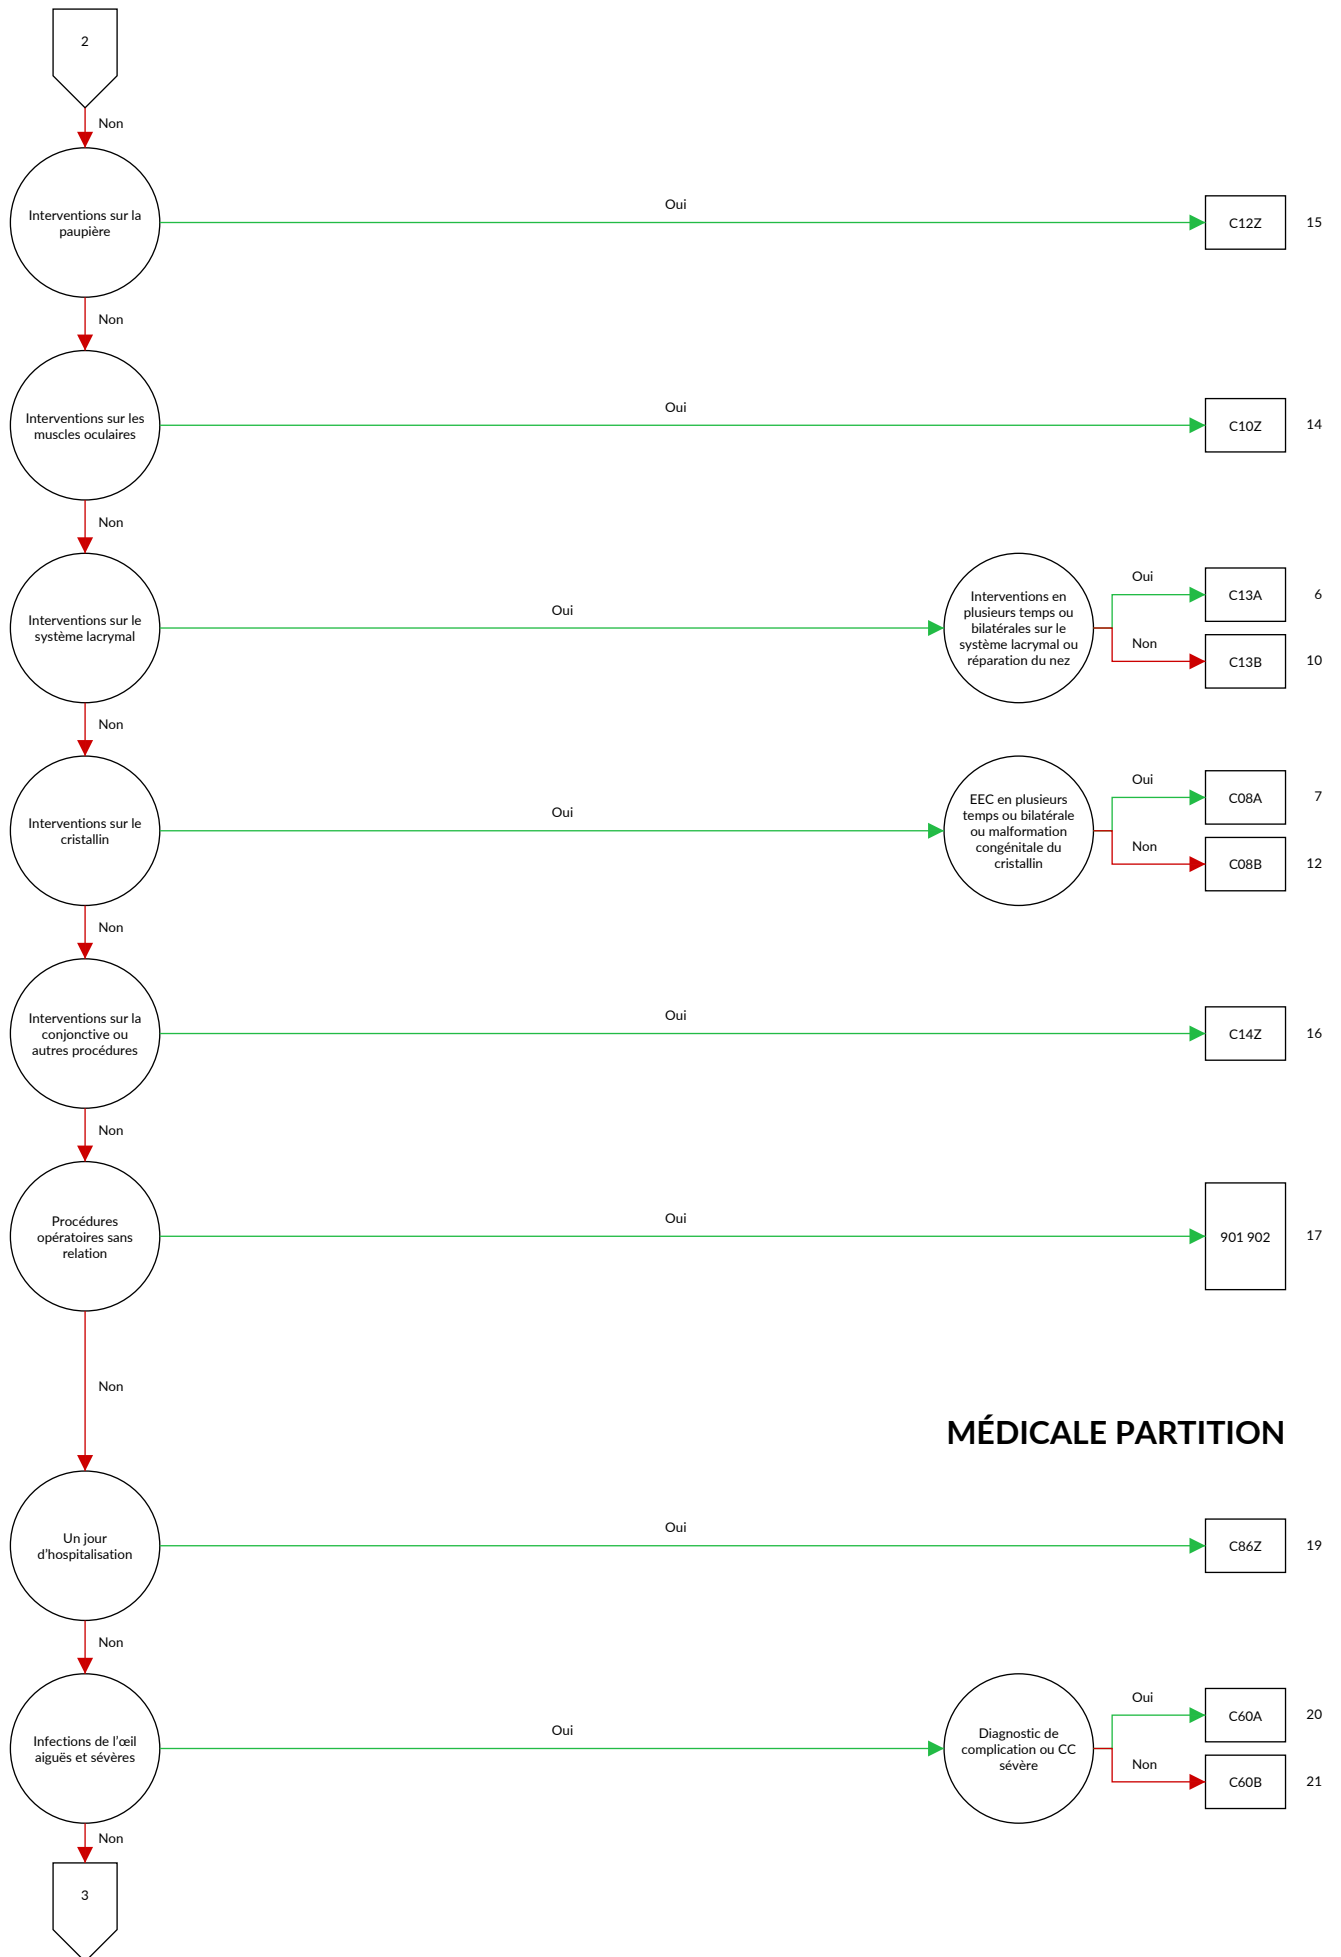 2
Non
Interventions sur la
paupière
Oui
C12Z
15
Non
Interventions sur les
muscles oculaires
Oui
C10Z
14
Non
Interventions sur le
système lacrymal
Oui
Interventions en
plusieurs temps ou
bilatérales sur le
système lacrymal ou
réparation du nez
Oui
C13A
6
Non
C13B
10
Non
Interventions sur le
cristallin
Oui
EEC en plusieurs
temps ou bilatérale
ou malformation
congénitale du
cristallin
Oui
C08A
7
Non
C08B
12
Non
Interventions sur la
conjonctive ou
autres procédures
Oui
C14Z
16
Non
Procédures
opératoires sans
relation
Oui
901 902
17
Non
MÉDICALE PARTITION
Un jour
d'hospitalisation
Oui
C86Z
19
Non
Infections de l'œil
aiguës et sévères
Oui
Diagnostic de
complication ou CC
sévère
Oui
C60A
20
Non
C60B
21
Non
3